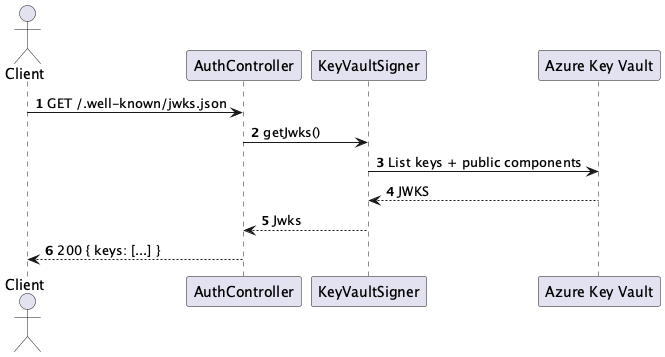 Client
AuthController
KeyVaultSigner
Azure Key Vault
1 GET /.well-known/jwks.json
2 getJwks()
3 List keys + public components
4 JWKS
5 Jwks
6 200 { keys: [...] }
Client
AuthController
KeyVaultSigner
Azure Key Vault